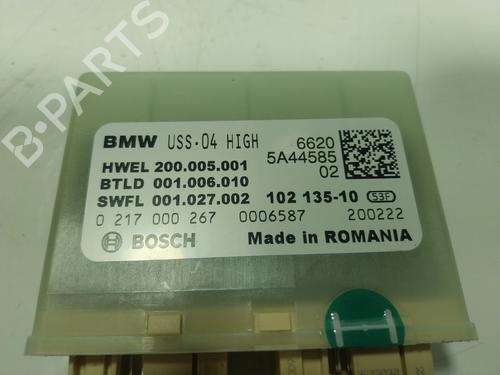 B-PARTS
BMW USS-04 HIGH 6620
5A44585
02
HWEL 200.005.001
BTLD 001.006.010
SWFL 001.027.002 102 135-10 S3F
0 217 000 267 0006587 200222
BOSCH Made in ROMANIA
H